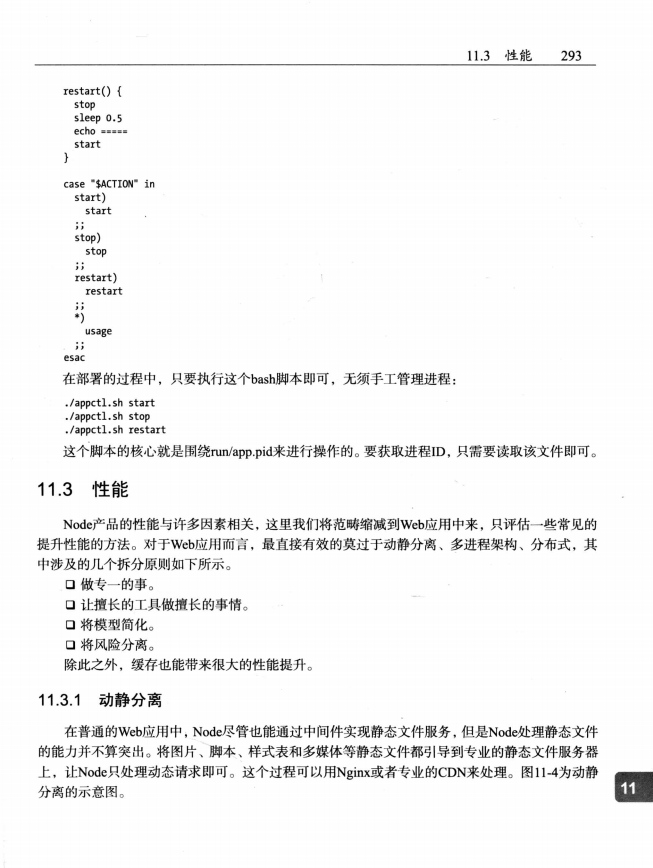 11.3 性能 293
restart() {
  stop
  sleep 0.5
  echo =====
  start
}
case "$ACTION" in
  start)
    start
  ;;
  stop)
    stop
  ;;
  restart)
    restart
  ;;
  *)
    usage
  ;;
esac
在部署的过程中，只要执行这个bash脚本即可，无须手工管理进程：
./appctl.sh start
./appctl.sh stop
./appctl.sh restart
这个脚本的核心就是围绕run/app.pid来进行操作的。要获取进程ID，只需要读取该文件即可。
11.3 性能
Node产品的性能与许多因素相关，这里我们将范畴缩减到Web应用中来，只评估一些常见的
提升性能的方法。对于Web应用而言，最直接有效的莫过于动静分离、多进程架构、分布式，其
中涉及的几个拆分原则如下所示。
❑ 做专一的事。
❑ 让擅长的工具做擅长的事情。
❑ 将模型简化。
❑ 将风险分离。
除此之外，缓存也能带来很大的性能提升。
11.3.1 动静分离
在普通的Web应用中，Node尽管也能通过中间件实现静态文件服务，但是Node处理静态文件
的能力并不算突出。将图片、脚本、样式表和多媒体等静态文件都引导到专业的静态文件服务器
上，让Node只处理动态请求即可。这个过程可以用Nginx或者专业的CDN来处理。图11-4为动静
分离的示意图。
11